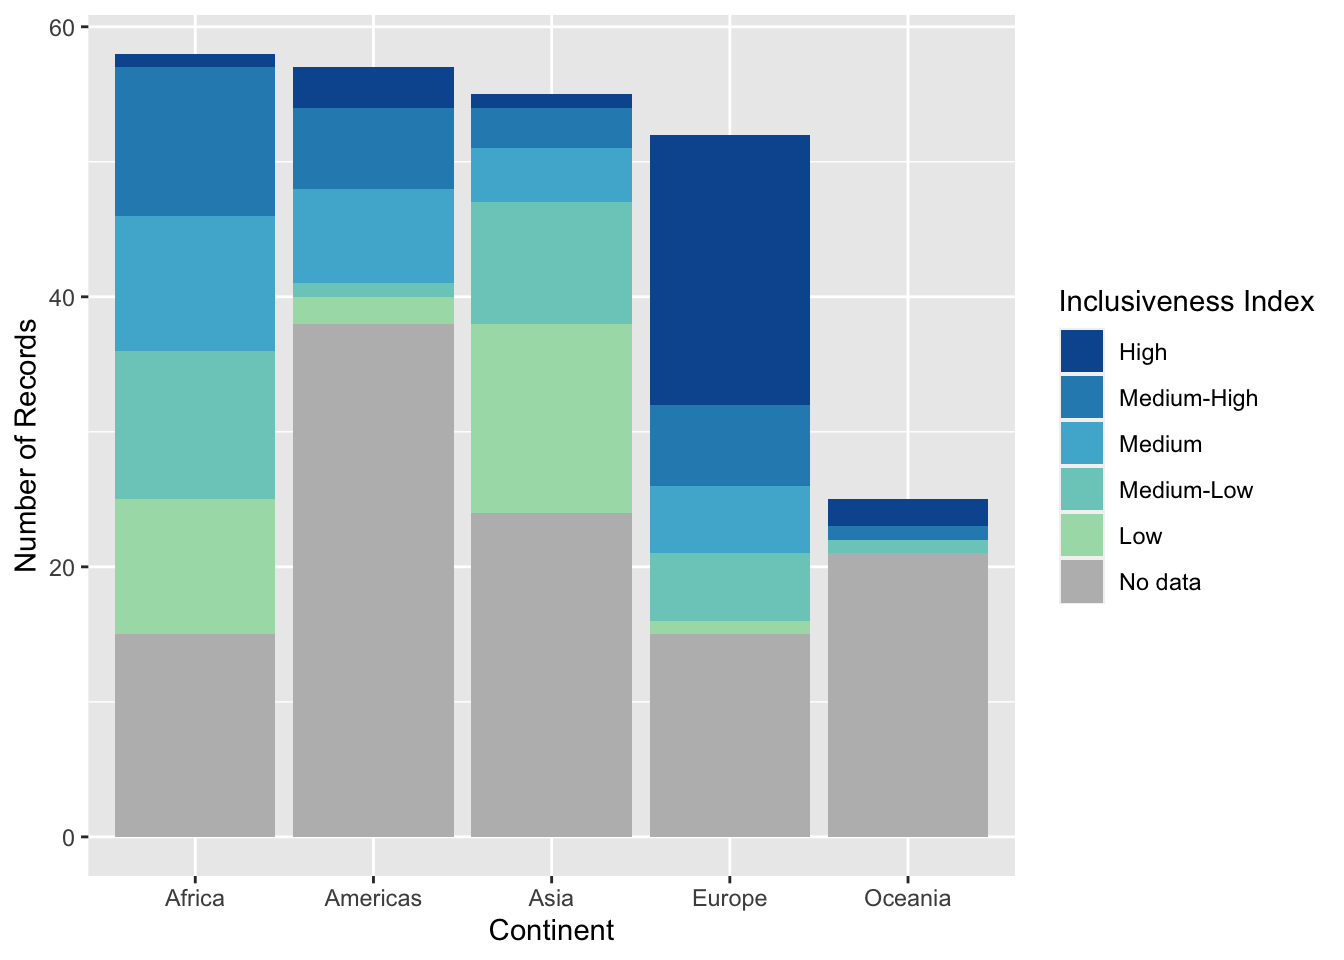 60
40
20
0
Number of Records
Africa
Americas
Asia
Europe
Oceania
Continent
Inclusiveness Index
High
Medium-High
Medium
Medium-Low
Low
No data